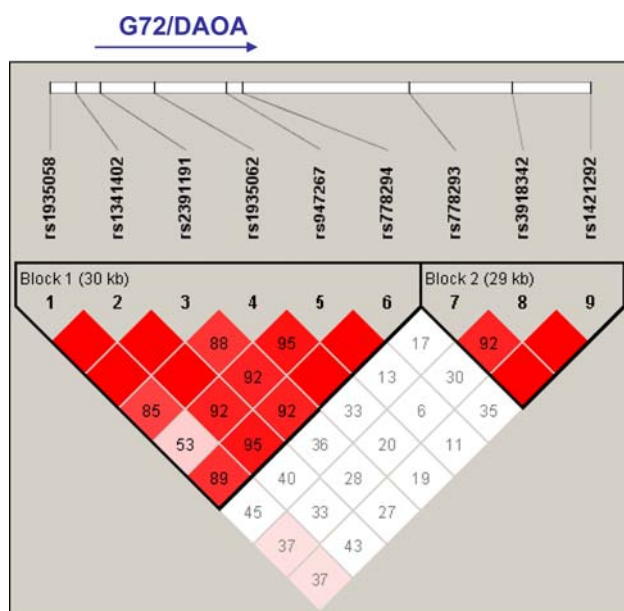 G72/DAOA
rs1935058
rs1341402
rs2391191
rs1935062
rs947267
rs778294
rs778293
rs3918342
rs1421292
Block 1 (30 kb)
Block 2 (29 kb)
1 2 3 4 5 6 7 8 9
88 95 17 92
92 13 30
85 92 92 33 6 35
53 95 36 20 11
89 40 28 19
45 33 27
37 43
37